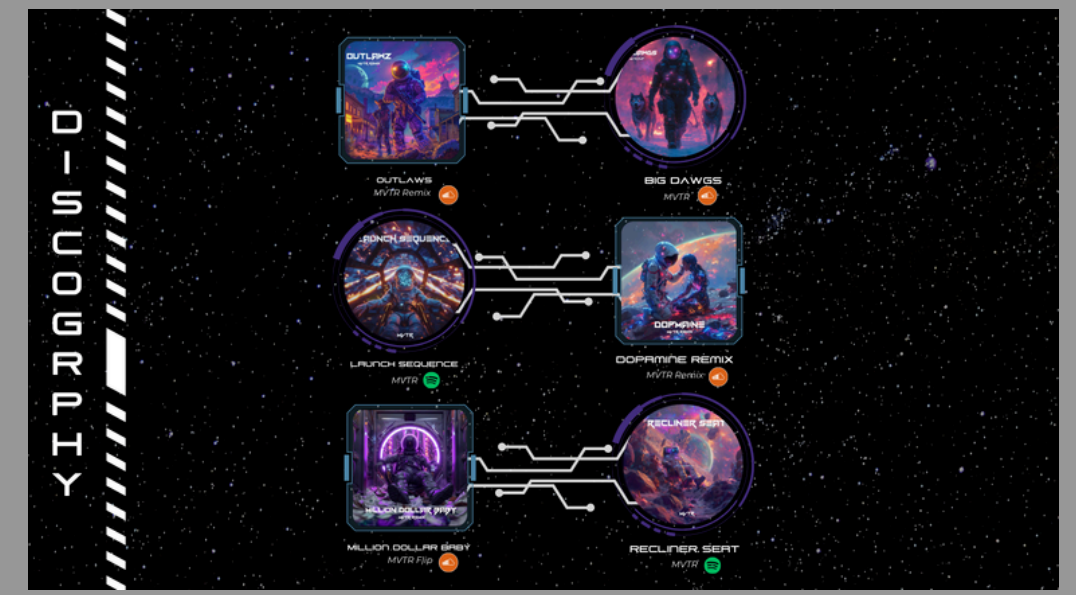 DISCOGRAPHY
OUTLAWZ
OUTLAWS
MVTR Remix
BIG DAWGS
MVTR
LAUNCH SEQUENCE
MVTR
LAUNCH SEQUENCE
MVTR
DOPAMINE
DOPAMINE REMIX
MVTR Remix
MILLION DOLLAR BABY
MILLION DOLLAR BABY
MVTR Flip
RECLINER SEAT
MVTR
RECLINER SEAT
MVTR